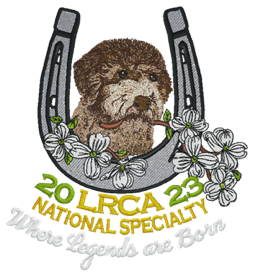 20 LRCA 23
NATIONAL SPECIALTY
Where Legends are Born